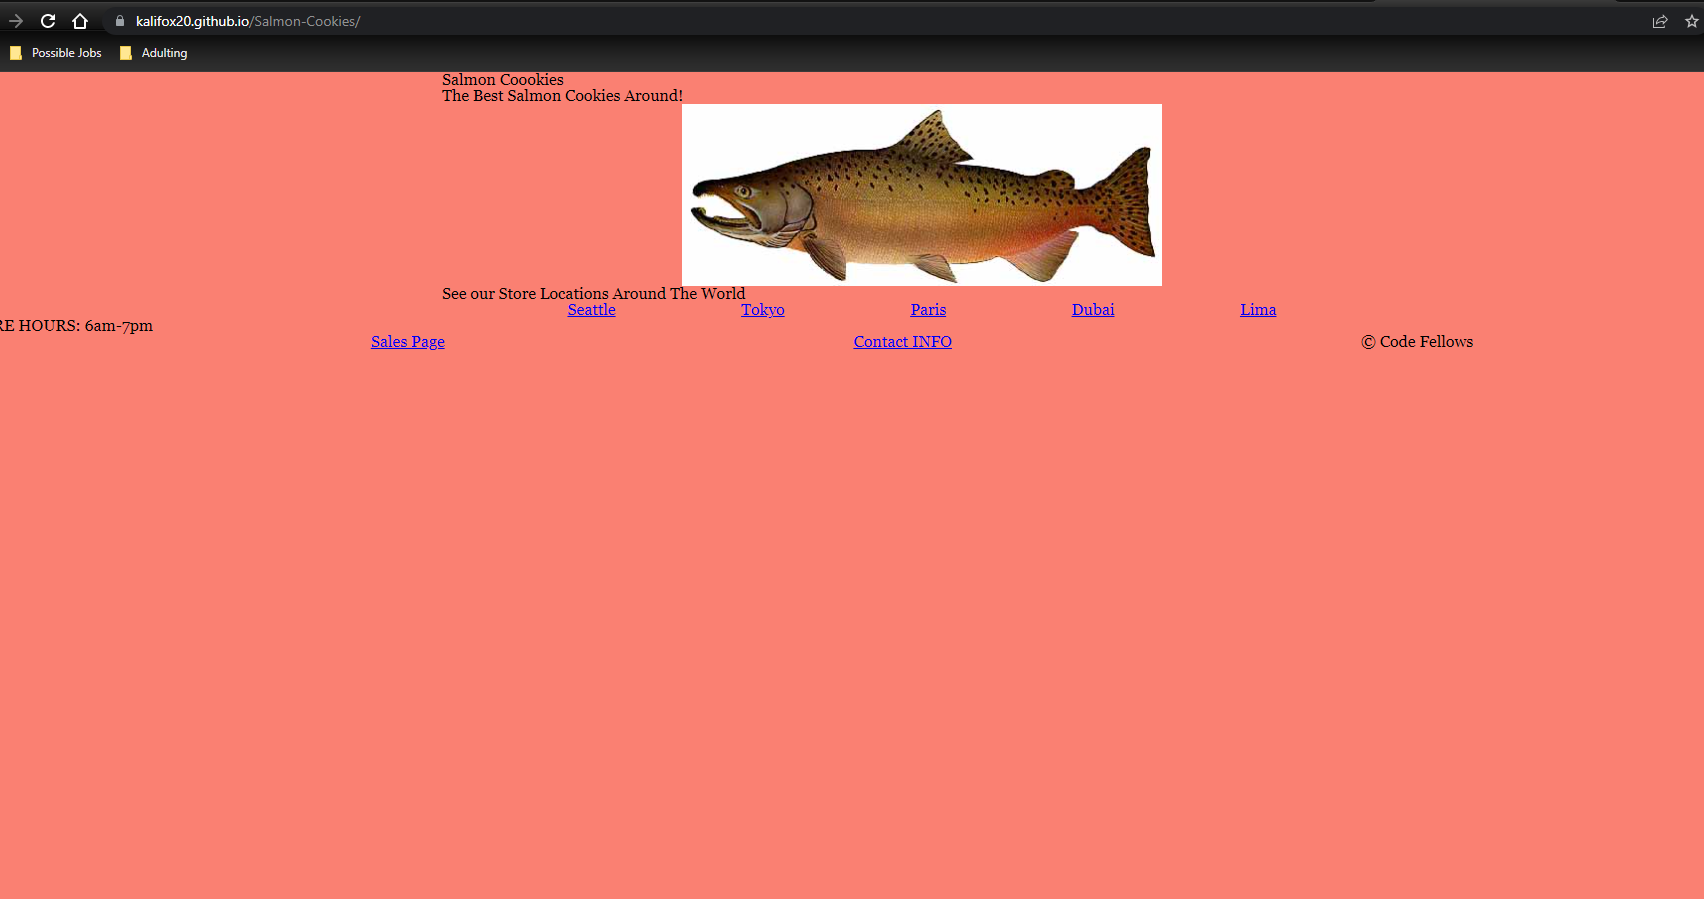 kalifox20.github.io/Salmon-Cookies/
Possible Jobs Adulting
Salmon Coookies
The Best Salmon Cookies Around!
See our Store Locations Around The World
Seattle Tokyo Paris Dubai Lima
RE HOURS: 6am-7pm
Sales Page Contact INFO © Code Fellows